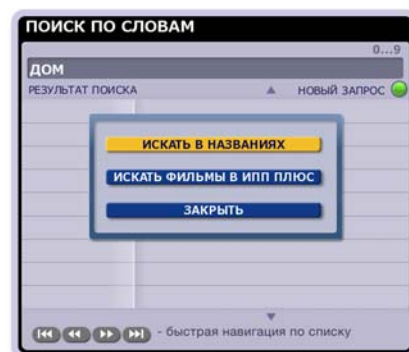 ПОИСК ПО СЛОВАМ
0...9
ДОМ
РЕЗУЛЬТАТ ПОИСКА НОВЫЙ ЗАПРОС
ИСКАТЬ В НАЗВАНИЯХ
ИСКАТЬ ФИЛЬМЫ В ИПП ПЛЮС
ЗАКРЫТЬ
- быстрая навигация по списку